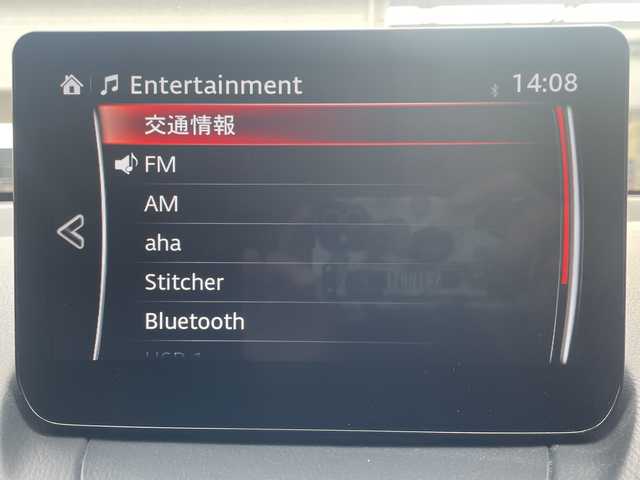 Entertainment
14:08
交通情報
FM
AM
aha
Stitcher
Bluetooth